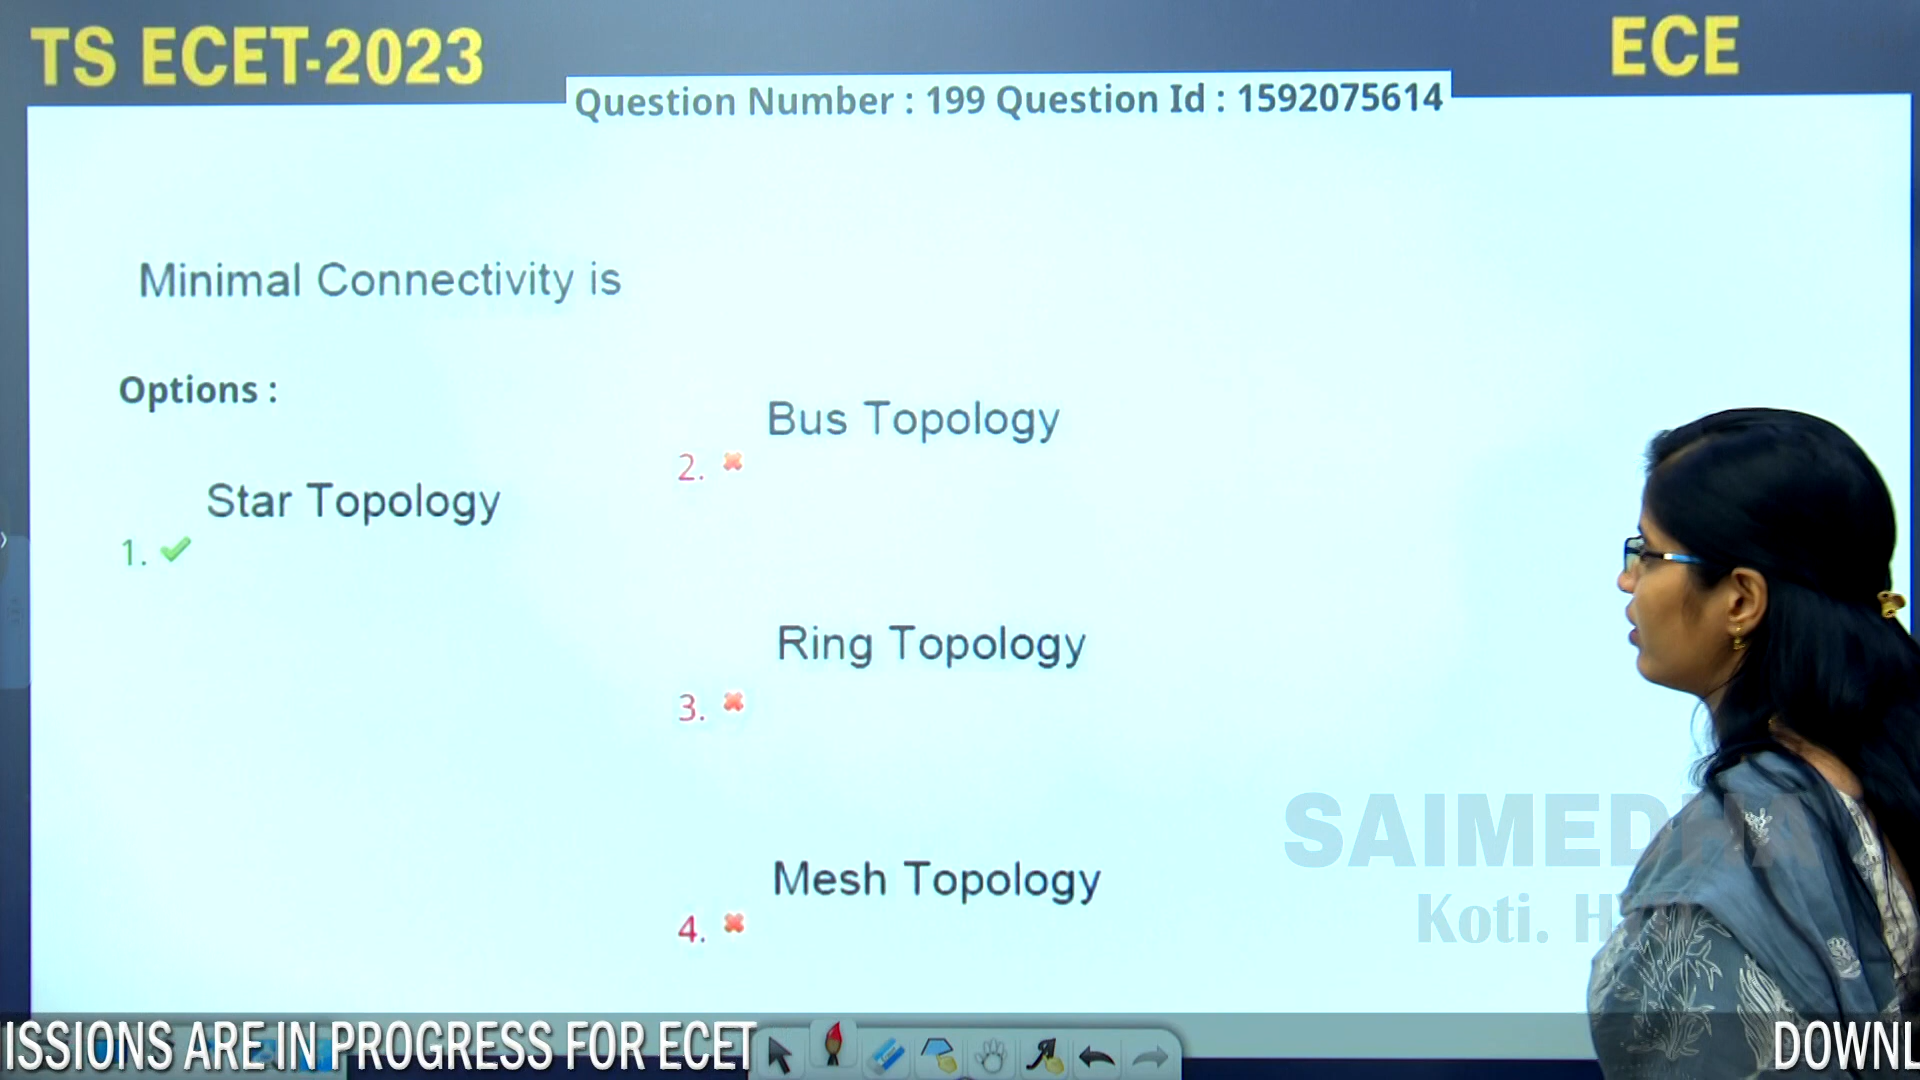 TS ECET-2023
ECE
Question Number : 199 Question Id : 1592075614
Minimal Connectivity is
Options :
Star Topology
1.
Bus Topology
2.
Ring Topology
3.
Mesh Topology
4.
SAIMEDHA
Koti.
ISSIONS ARE IN PROGRESS FOR ECET
DOWNL